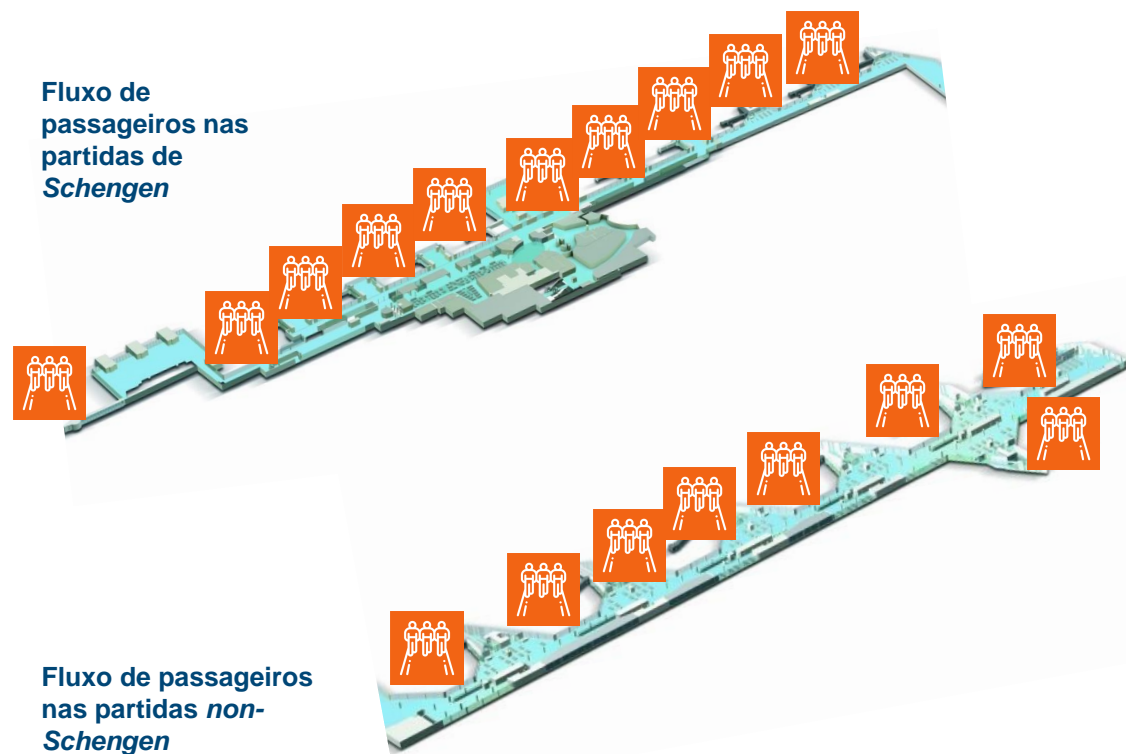 Fluxo de
passageiros nas
partidas de
Schengen
Fluxo de passageiros
nas partidas non-
Schengen